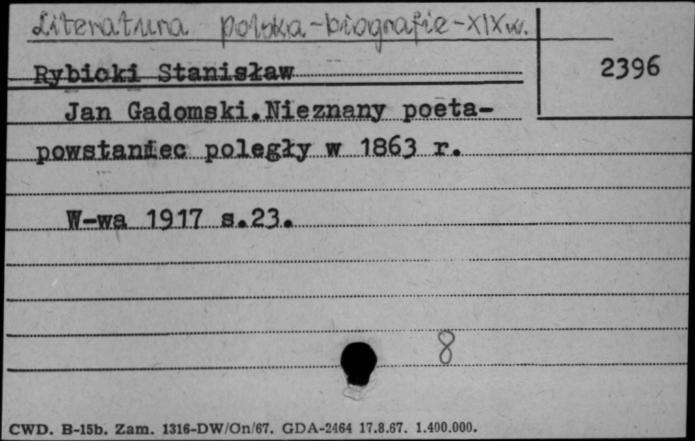 Literatura polska-biografie-XIXw.
Rybicki Stanisław
2396
Jan Gadomski.Nieznany poeta-
powstaniec poległy w 1863 r.
W-wa 1917 s.23.
8
CWD. B-15b. Zam. 1316-DW/On/67. GDA-2464 17.8.67. 1.400.000.